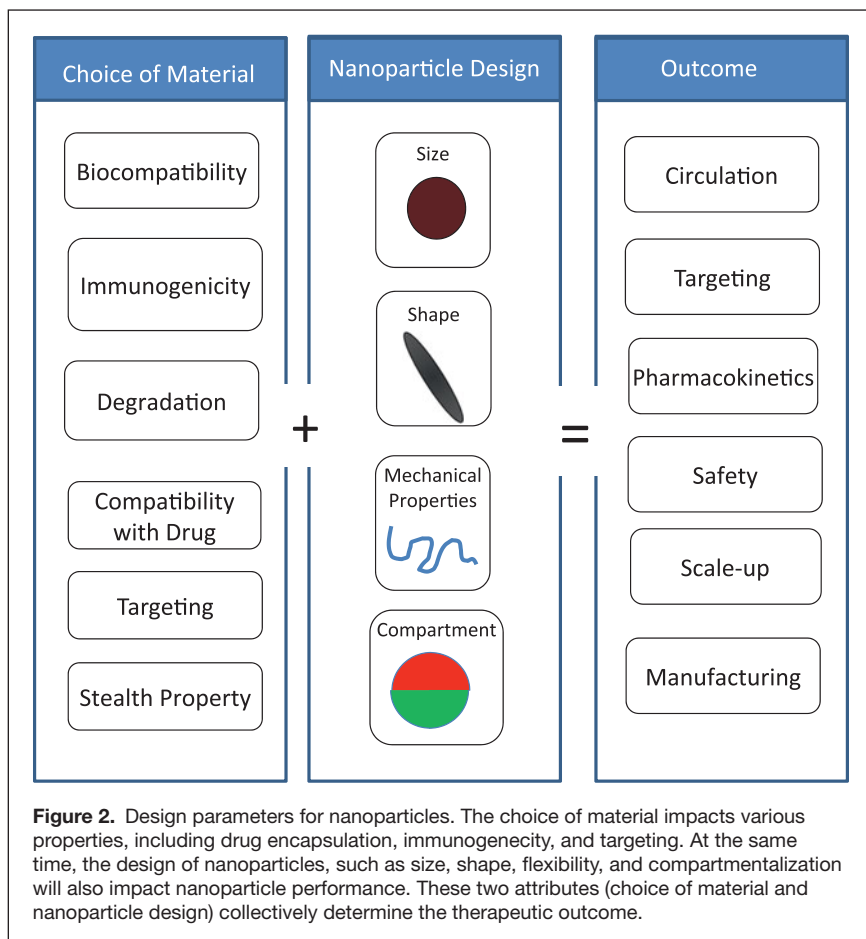 Choice of Material
Biocompatibility
Immunogenicity
Degradation
Compatibility
with Drug
Targeting
Stealth Property
+
Nanoparticle Design
Size
Shape
Mechanical
Properties
Compartment
=
Outcome
Circulation
Targeting
Pharmacokinetics
Safety
Scale-up
Manufacturing
Figure 2. Design parameters for nanoparticles. The choice of material impacts various
properties, including drug encapsulation, immunogenecity, and targeting. At the same
time, the design of nanoparticles, such as size, shape, flexibility, and compartmentalization
will also impact nanoparticle performance. These two attributes (choice of material and
nanoparticle design) collectively determine the therapeutic outcome.